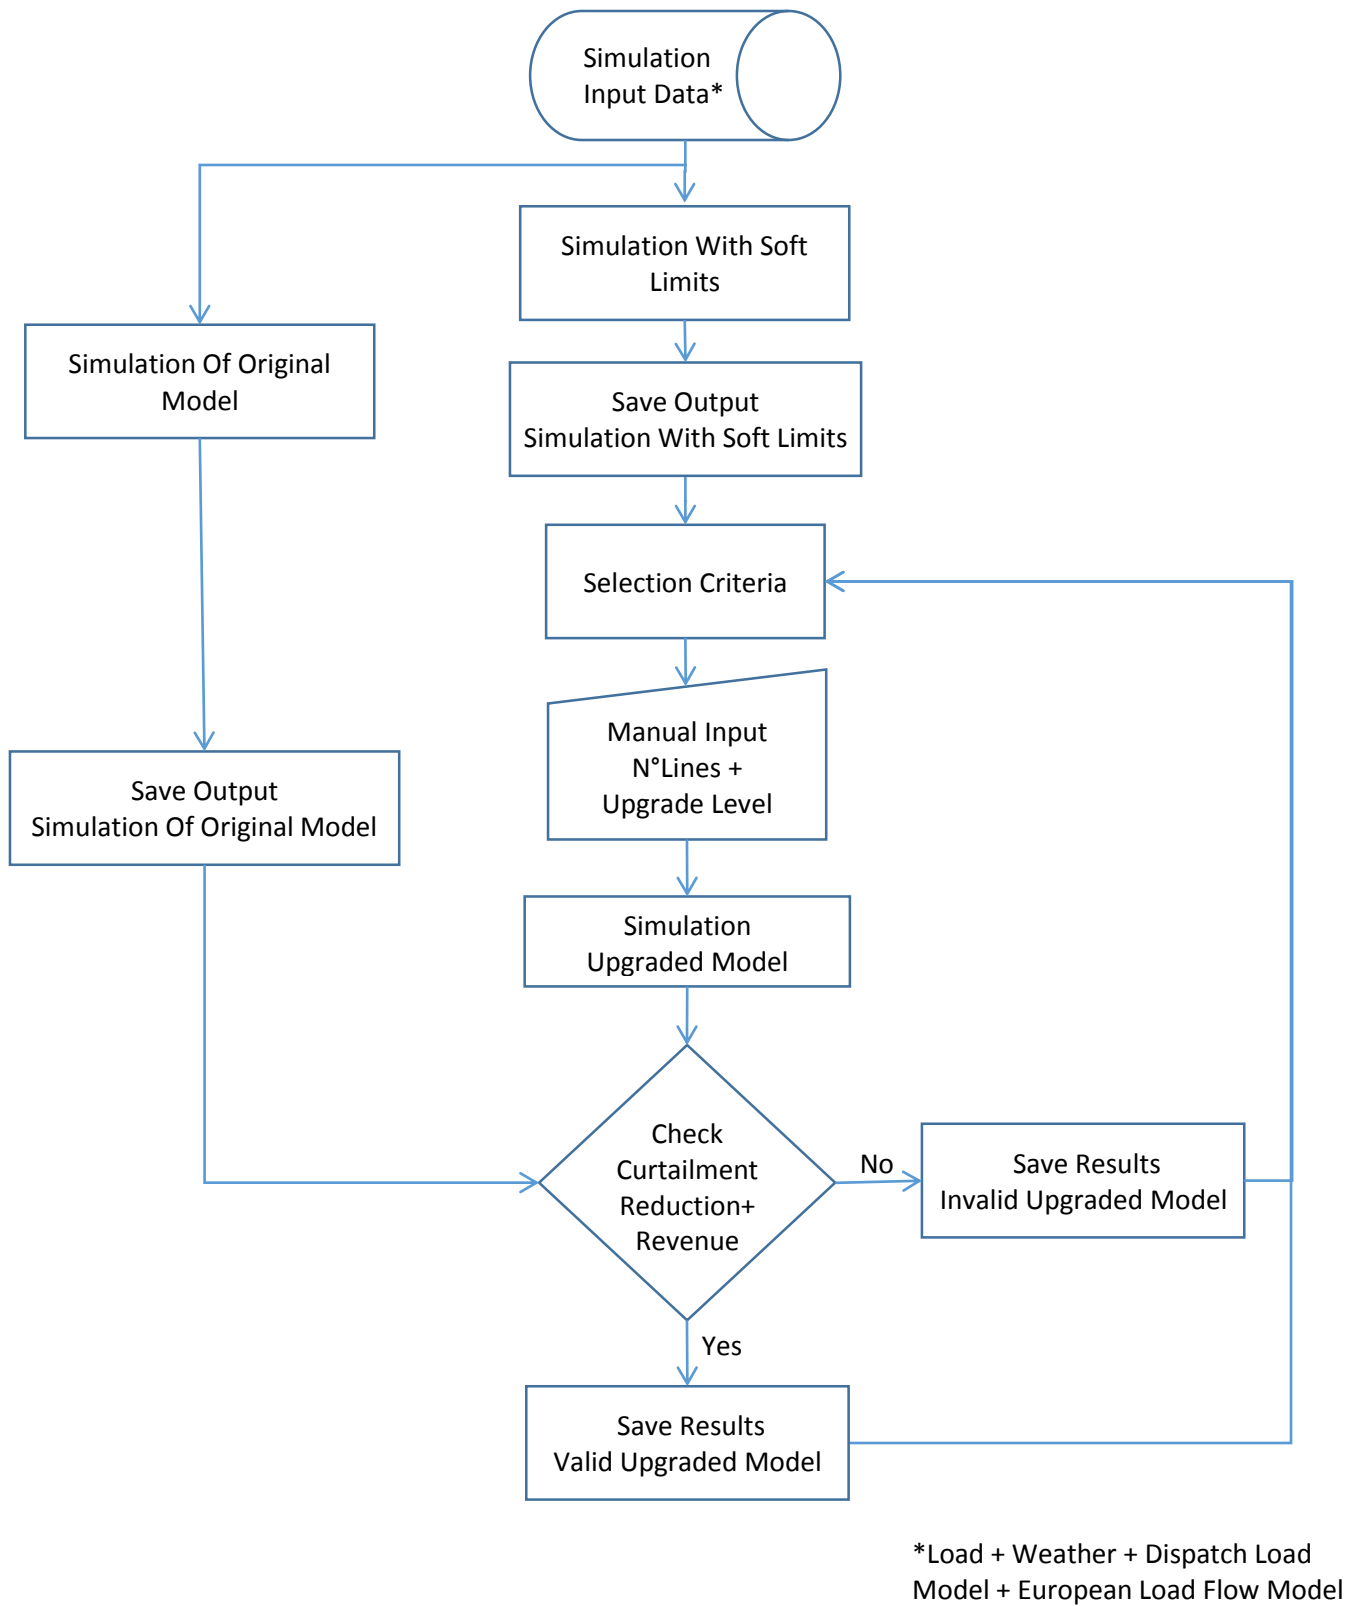 Simulation
Input Data*
Simulation With Soft
Limits
Simulation Of Original
Model
Save Output
Simulation With Soft Limits
Selection Criteria
Manual Input
N°Lines +
Upgrade Level
Save Output
Simulation Of Original Model
Simulation
Upgraded Model
Check
Curtailment
Reduction+
Revenue
No
Save Results
Invalid Upgraded Model
Yes
Save Results
Valid Upgraded Model
*Load + Weather + Dispatch Load
Model + European Load Flow Model